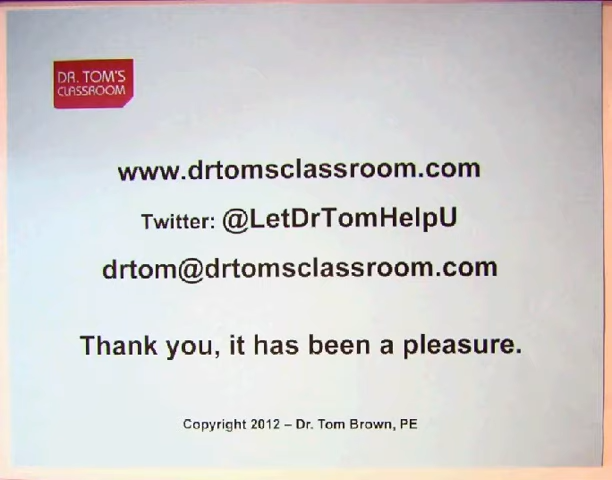 DR. TOM'S
CLASSROOM
www.drtomsclassroom.com
Twitter: @LetDrTomHelpU
drtom@drtomsclassroom.com
Thank you, it has been a pleasure.
Copyright 2012 – Dr. Tom Brown, PE